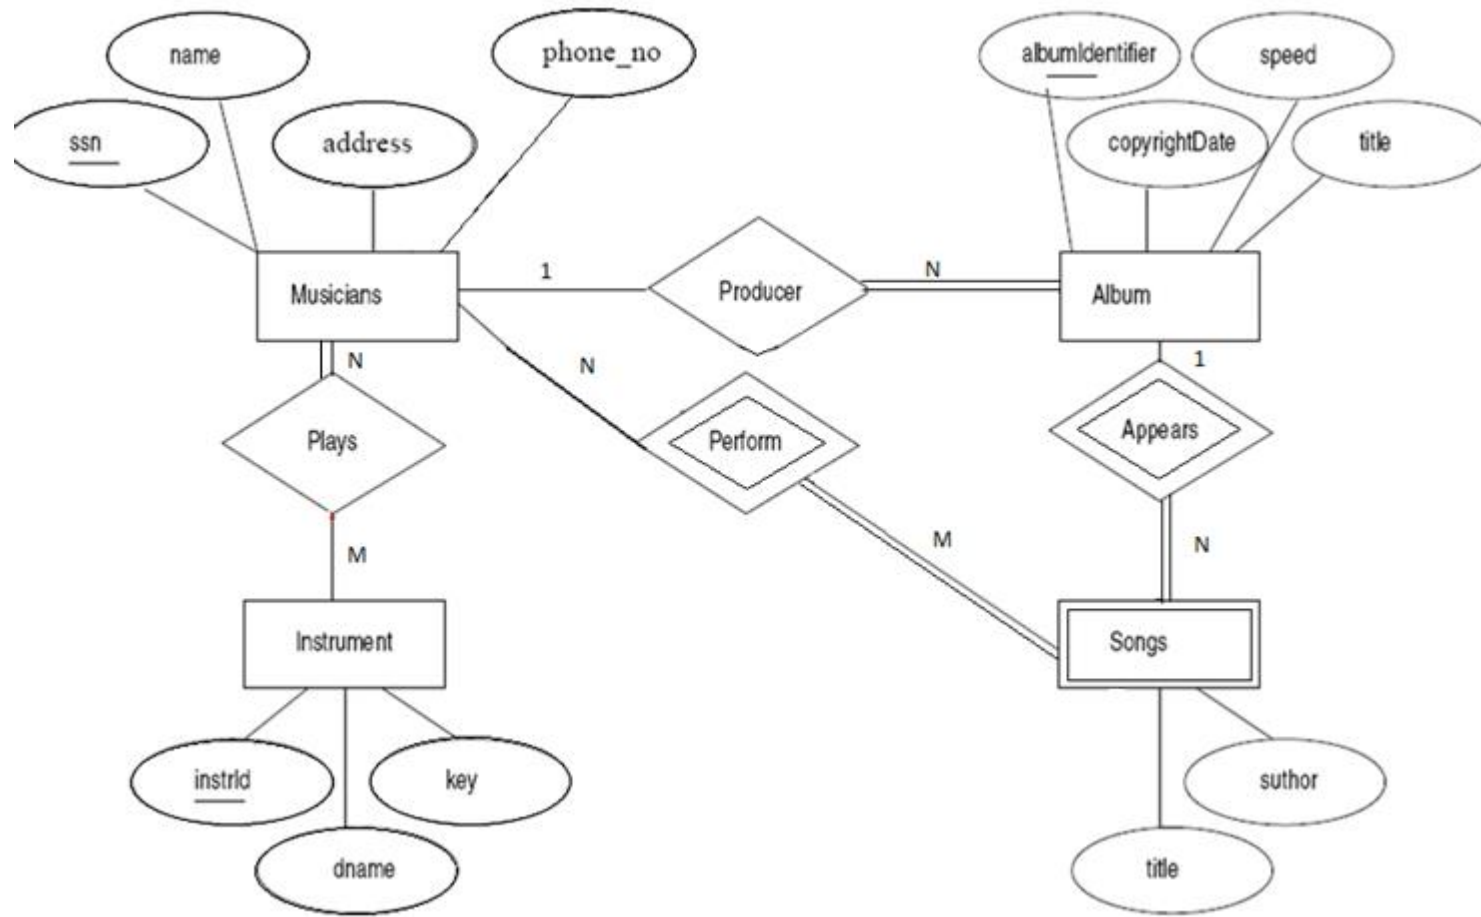 name
phone_no
albumIdentifier
speed
ssn
address
copyrightDate
title
Musicians
1
Producer
N
Album
N
N
1
Plays
Perform
Appears
M
M
N
Instrument
Songs
instrId
key
suthor
dname
title